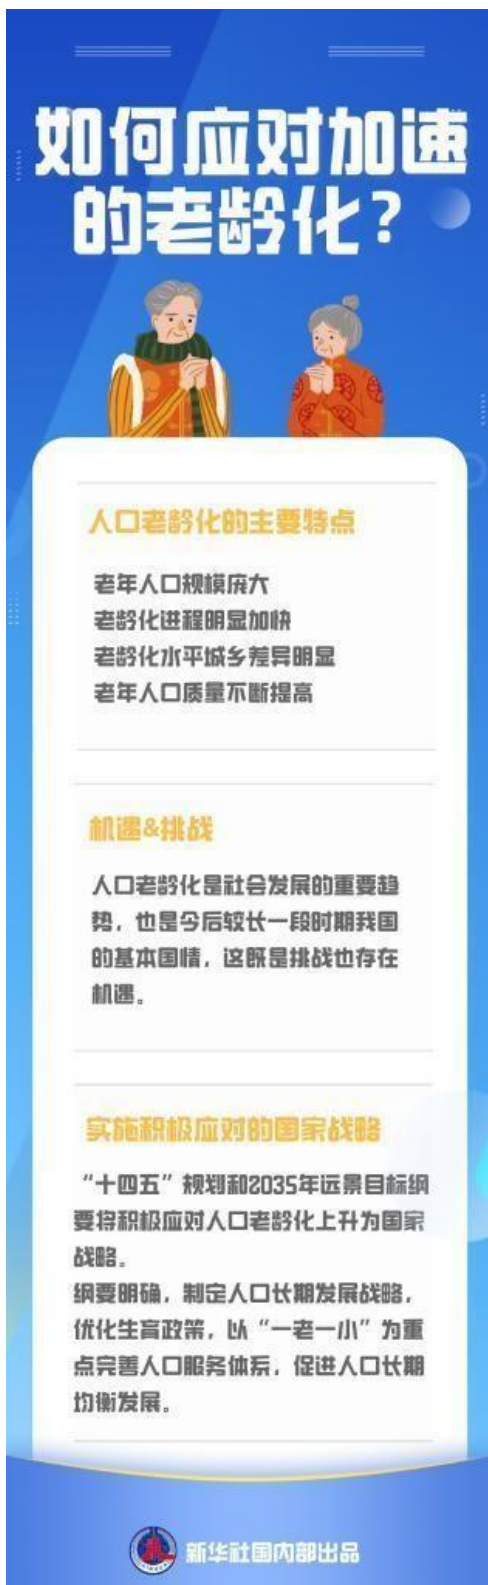 如何应对加速
的老龄化？
人口老龄化的主要特点
老年人口规模庞大
老龄化进程明显加快
老龄化水平城乡差异明显
老年人口质量不断提高
机遇&挑战
人口老龄化是社会发展的重要趋
势，也是今后较长一段时期我国
的基本国情，这既是挑战也存在
机遇。
实施积极应对的国家战略
“十四五”规划和2035年远景目标纲
要将积极应对人口老龄化上升为国家
战略。
纲要明确，制定人口长期发展战略，
优化生育政策，以“一老一小”为重
点完善人口服务体系，促进人口长期
均衡发展。
新华社国内部出品